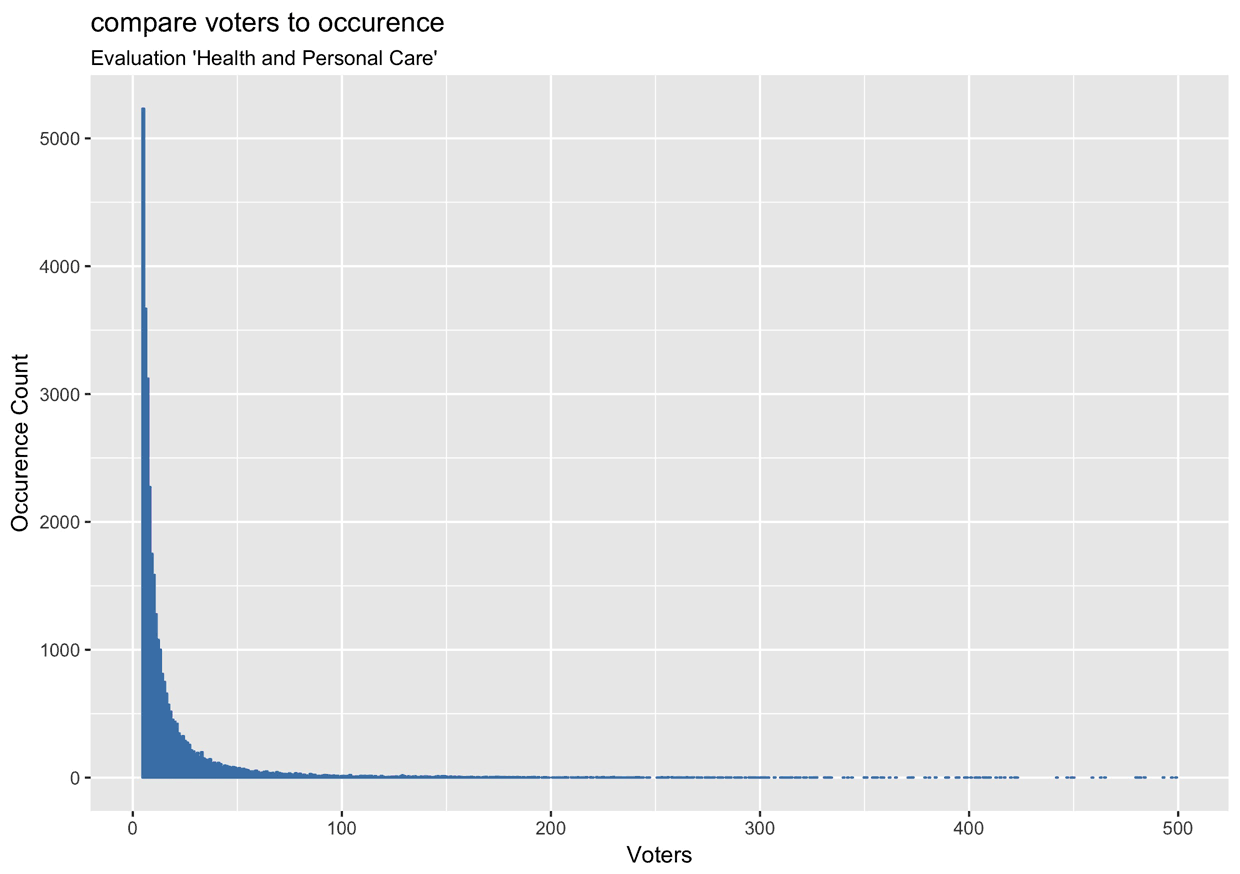 compare voters to occurence
Evaluation 'Health and Personal Care'
Occurence Count
5000
4000
3000
2000
1000
0
0 100 200 300 400 500
Voters